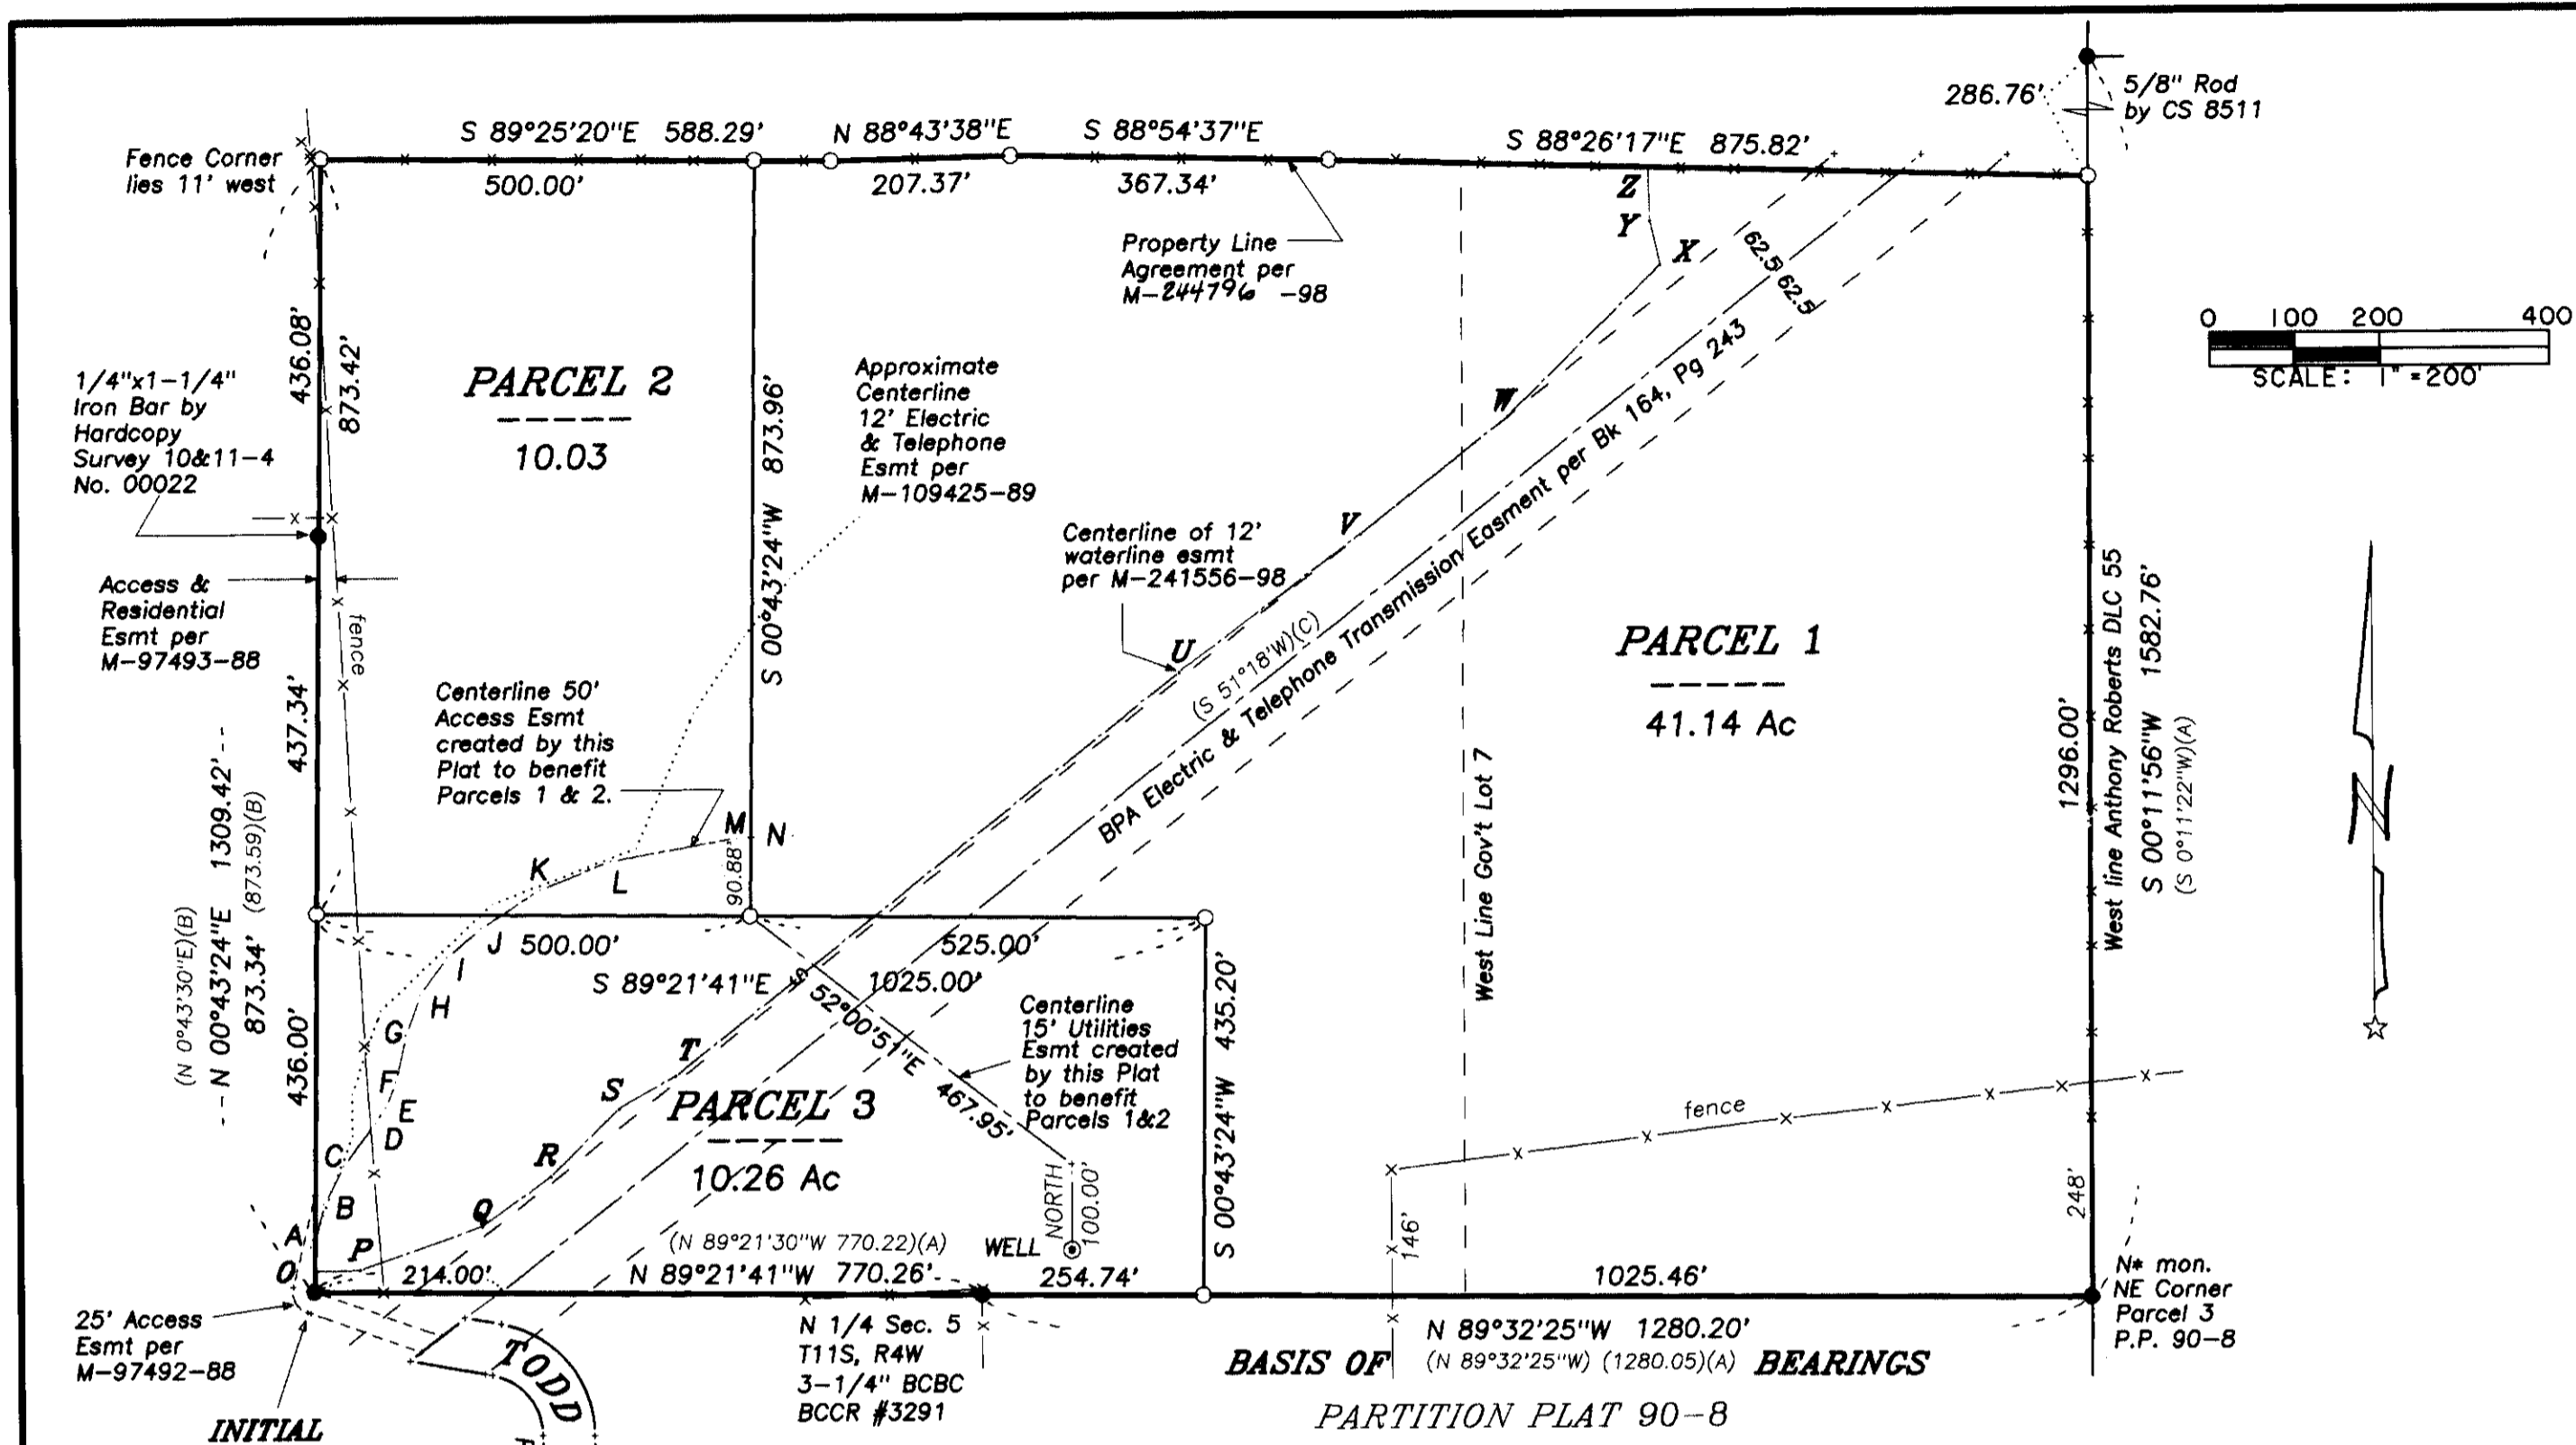 S 89°25'20"E 588.29'
N 88°43'38"E
S 88°54'37"E
S 88°26'17"E 875.82'
286.76'
5/8" Rod
by CS 8511
Fence Corner
lies 11' west
500.00'
207.37'
367.34'
Z
Y
X
Property Line
Agreement per
M-244796 -98
62.5 62.5
0 100 200 400
SCALE: 1"=200'
436.08'
873.42'
1/4"x1-1/4"
Iron Bar by
Hardcopy
Survey 10&11-4
No. 00022
PARCEL 2
10.03
S 00°43'24"W 873.96'
Approximate
Centerline
12' Electric
& Telephone
Esmt per
M-109425-89
W
V
U
Centerline of 12'
waterline esmt
per M-241556-98
Access &
Residential
Esmt per
M-97493-88
fence
(S 51°18'W)(C)
BPA Electric & Telephone Transmission Easment per Bk 164, Pg 243
PARCEL 1
41.14 Ac
West line Anthony Roberts DLC 55
S 00°11'56"W 1582.76'
(S 0°11'22"W)(A)
1296.00'
N
437.34'
Centerline 50'
Access Esmt
created by this
Plat to benefit
Parcels 1 & 2.
West Line Gov't Lot 7
M N
90.88'
K
L
(N 0°43'30"E)(B)
N 00°43'24"E 1309.42'
873.34' (873.59)(B)
J 500.00'
525.00'
I
H
S 89°21'41"E 1025.00'
S 52°00'51"E 467.95'
436.00'
G
F
E
D
C
B
A
O
P
Q
R
S
T
Centerline
15' Utilities
Esmt created
by this Plat
to benefit
Parcels 1&2
S 00°43'24"W 435.20'
PARCEL 3
10.26 Ac
NORTH
100.00'
WELL
fence
146'
248'
(N 89°21'30"W 770.22)(A)
214.00'
N 89°21'41"W 770.26'
254.74'
1025.46'
N* mon.
NE Corner
Parcel 3
P.P. 90-8
25' Access
Esmt per
M-97492-88
N 1/4 Sec. 5
T11S, R4W
3-1/4" BCBC
BCCR #3291
N 89°32'25"W 1280.20'
BASIS OF (N 89°32'25"W) (1280.05)(A) BEARINGS
TODD
INITIAL
PARTITION PLAT 90-8